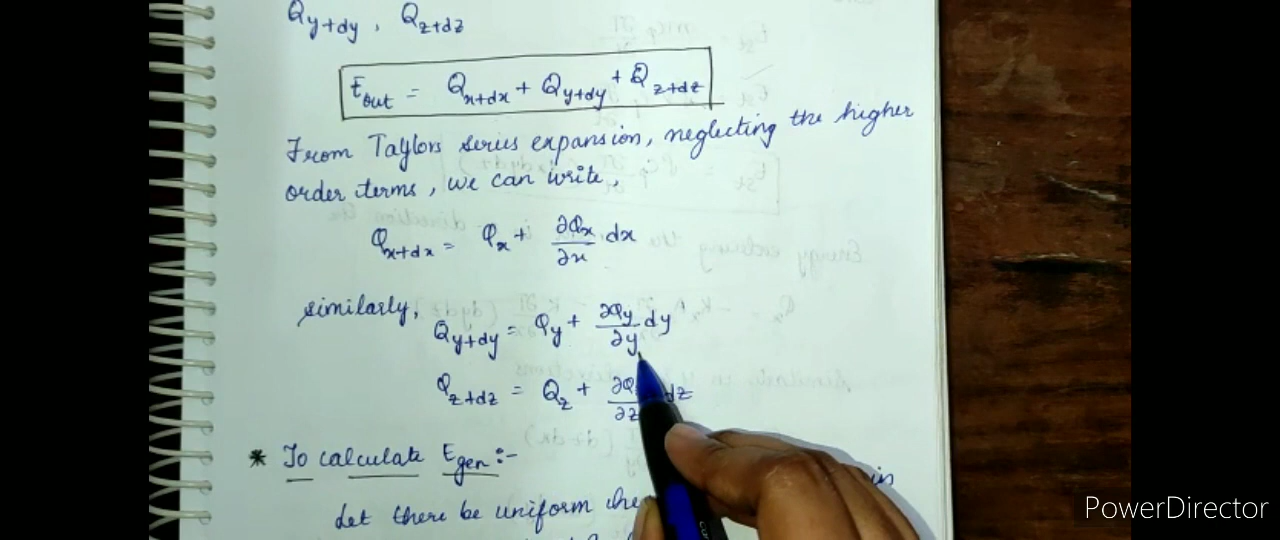 Qy+dy , Qz+dz
Eout = Qx+dx + Qy+dy + Qz+dz
From Taylors series expansion, neglecting the higher
order terms, we can write,
Qx+dx = Qx + ∂Qx/∂x dx
similarly,
Qy+dy = Qy + ∂Qy/∂y dy
Qz+dz = Qz + ∂Q /∂z dz
* To calculate Egen :-
Let there be uniform in
PowerDirector